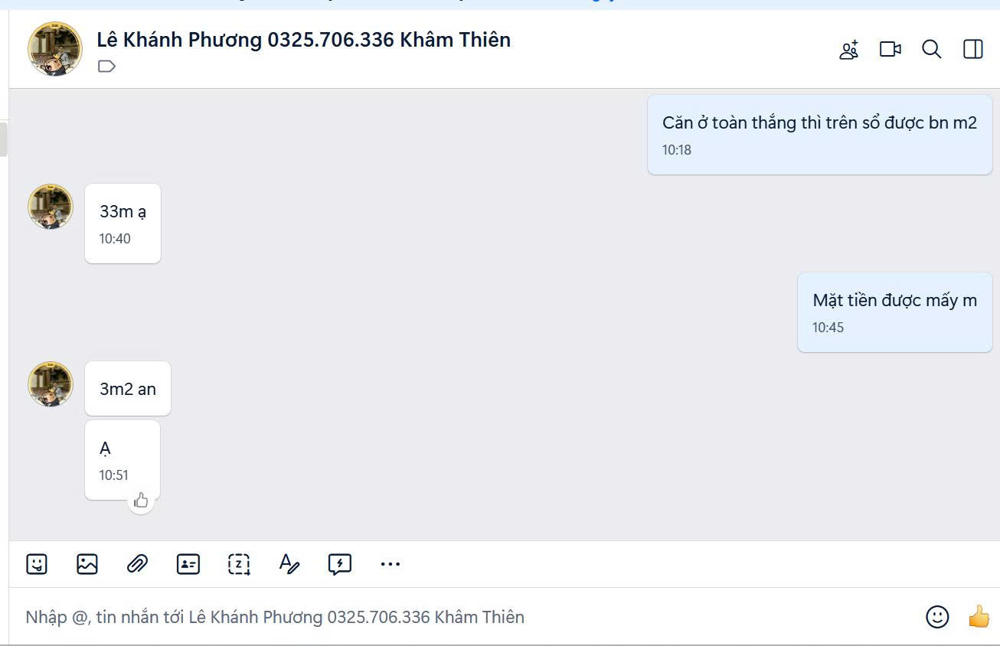 Lê Khánh Phương 0325.706.336 Khâm Thiên
Căn ở toàn thắng thì trên sổ được bn m2
10:18
33m ạ
10:40
Mặt tiền được mấy m
10:45
3m2 an
Ạ
10:51
Nhập @, tin nhắn tới Lê Khánh Phương 0325.706.336 Khâm Thiên